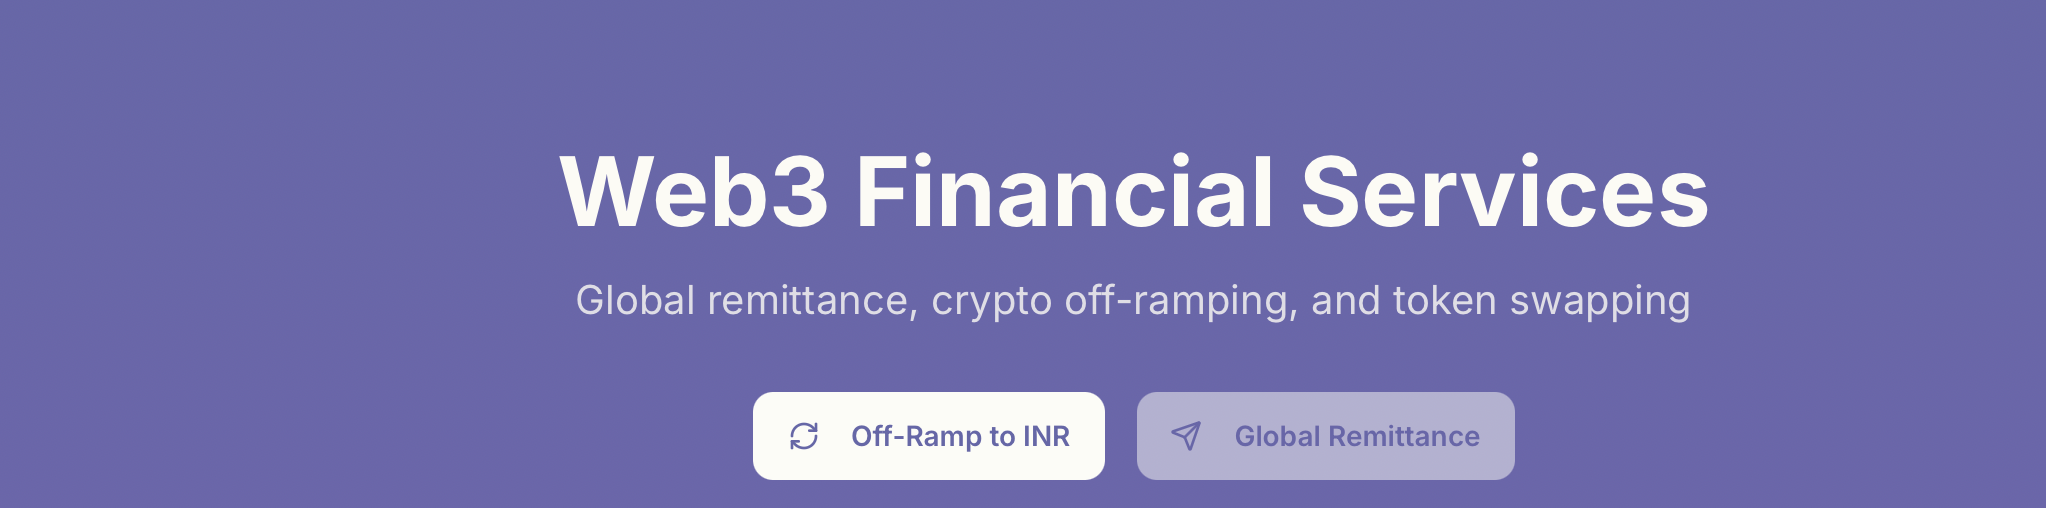 Web3 Financial Services
Global remittance, crypto off-ramping, and token swapping
Off-Ramp to INR
Global Remittance